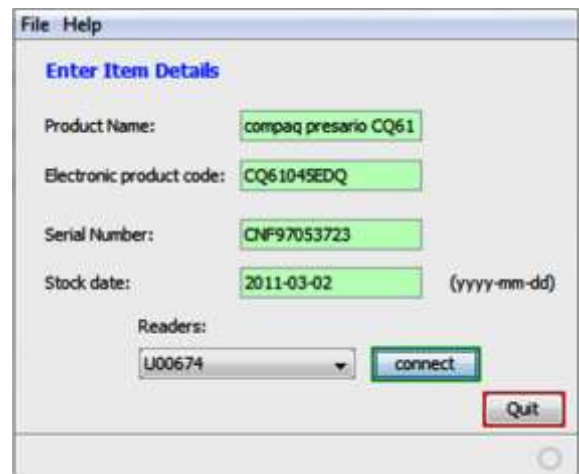 File Help
Enter Item Details
Product Name: compaq presario CQ61
Electronic product code: CQ61045EDQ
Serial Number: CNF97053723
Stock date: 2011-03-02 (yyyy-mm-dd)
Readers:
U00674 connect
Quit